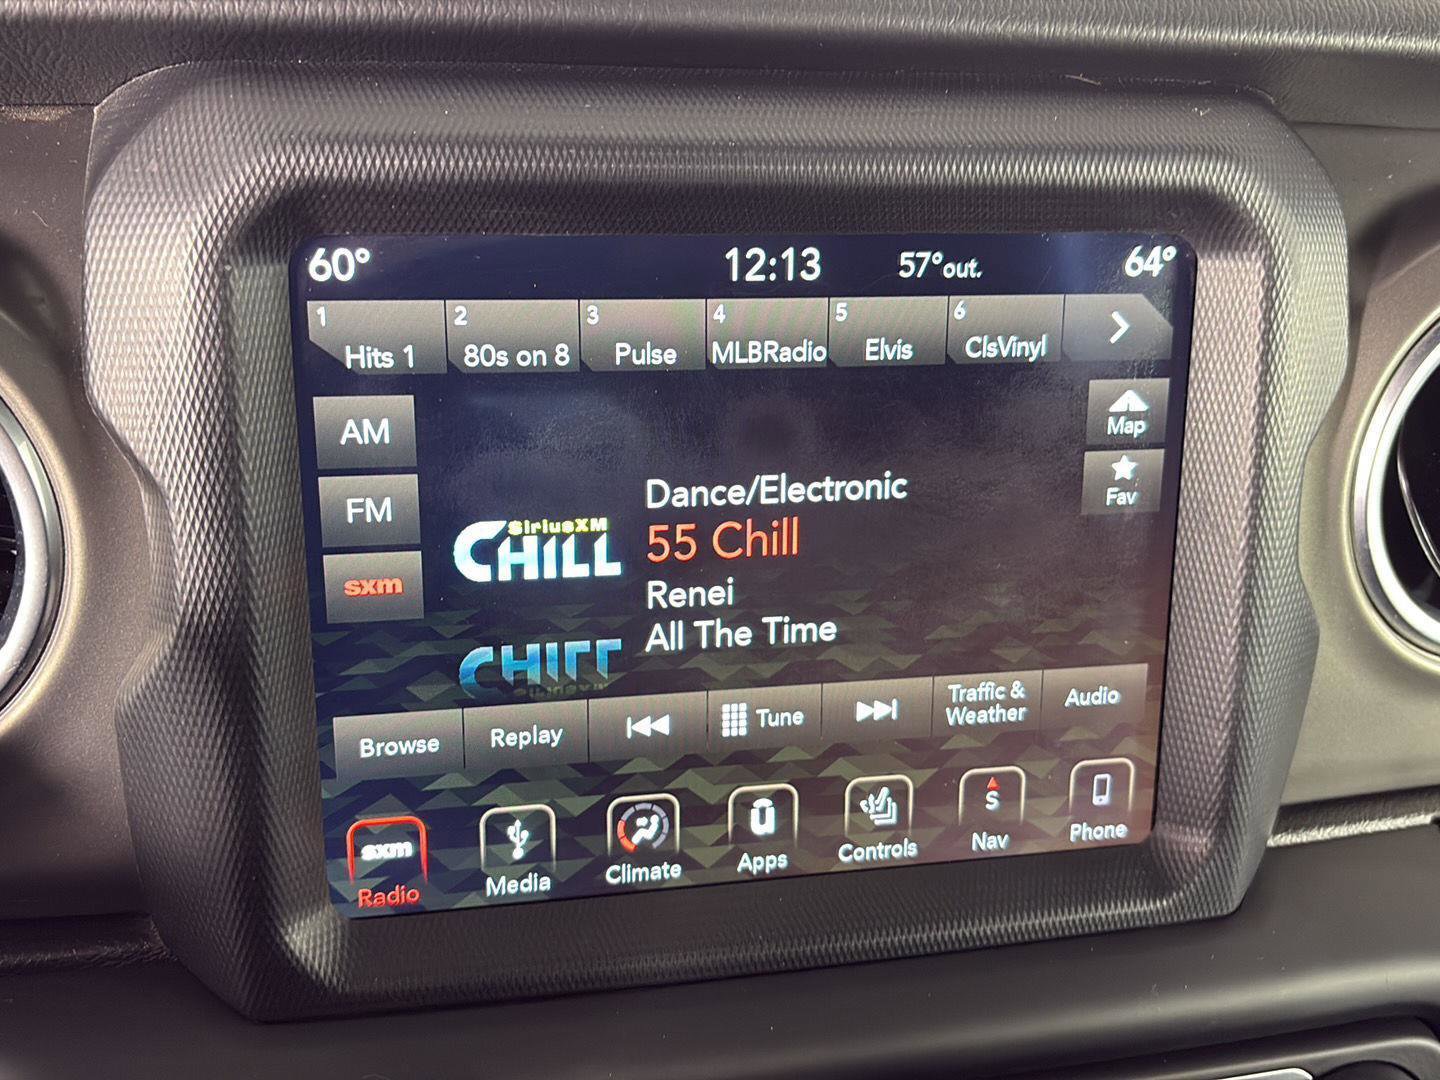 60° 12:13 57°out. 64°
1 2 3 4 5 6
Hits 1 80s on 8 Pulse MLBRadio Elvis ClsVinyl
AM
Map
FM
Fav
sxm
SiriusXM
CHILL
Dance/Electronic
55 Chill
Renei
All The Time
Browse Replay Tune Traffic & Weather Audio
sxm S
Radio Media Climate Apps Controls Nav Phone